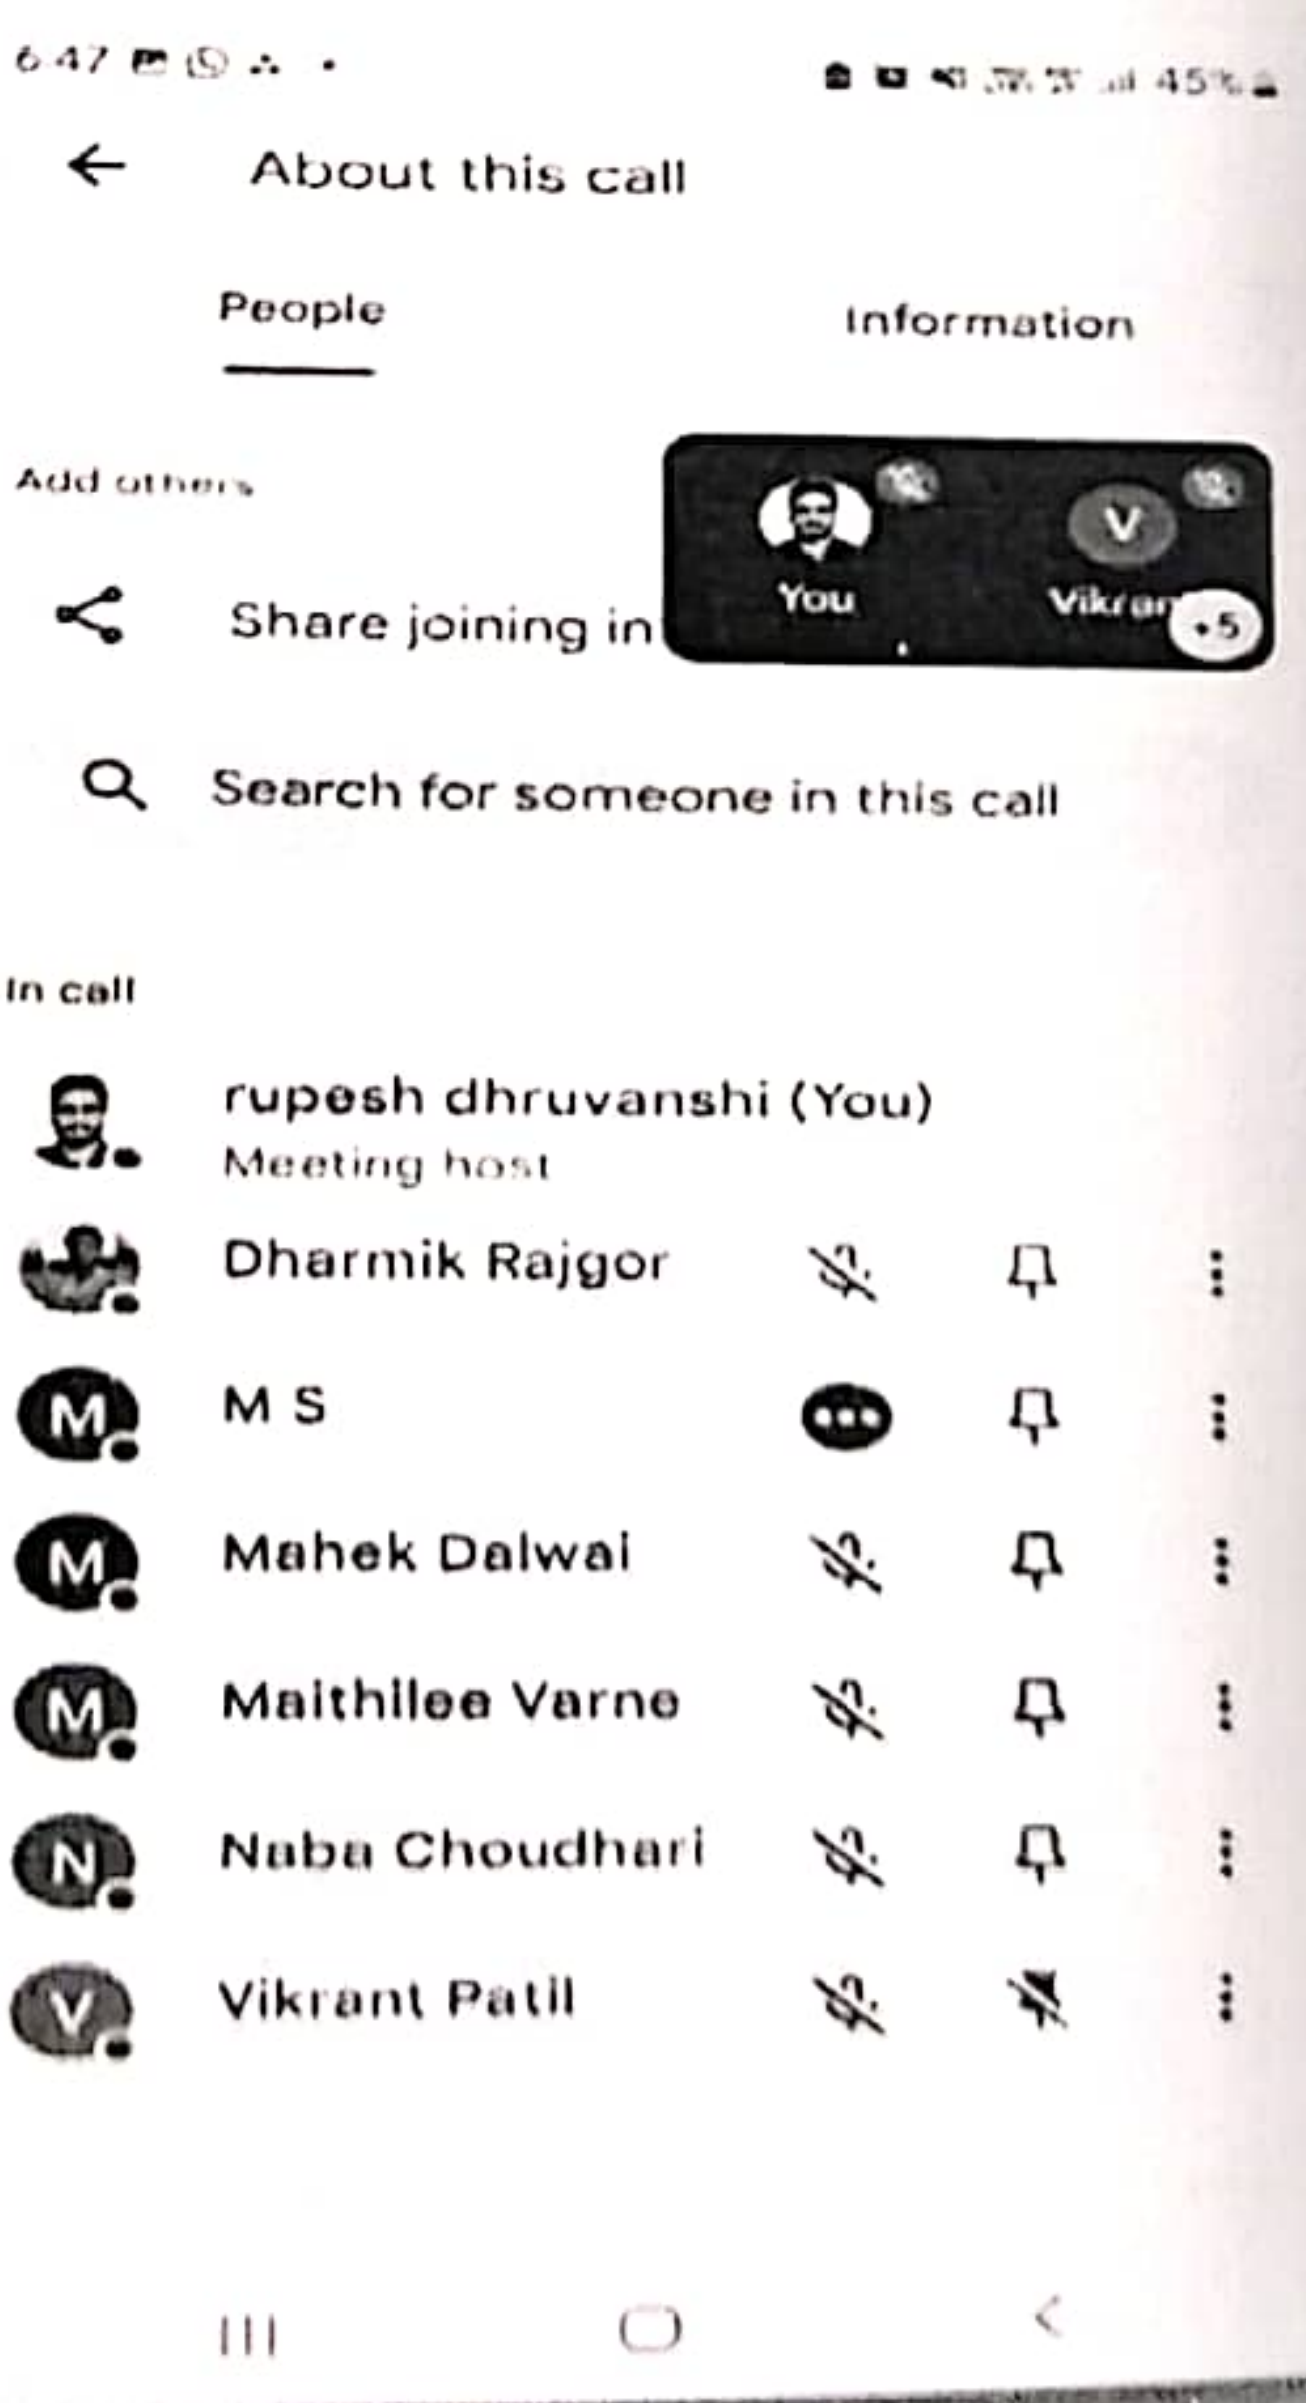 6:47 45%
About this call
People Information
Add others
You Vikran +5
Share joining in
Search for someone in this call
In call
rupesh dhruvanshi (You)
Meeting host
Dharmik Rajgor
M M S
M Mahek Dalwai
M Maithilee Varne
N Naba Choudhari
V Vikrant Patil